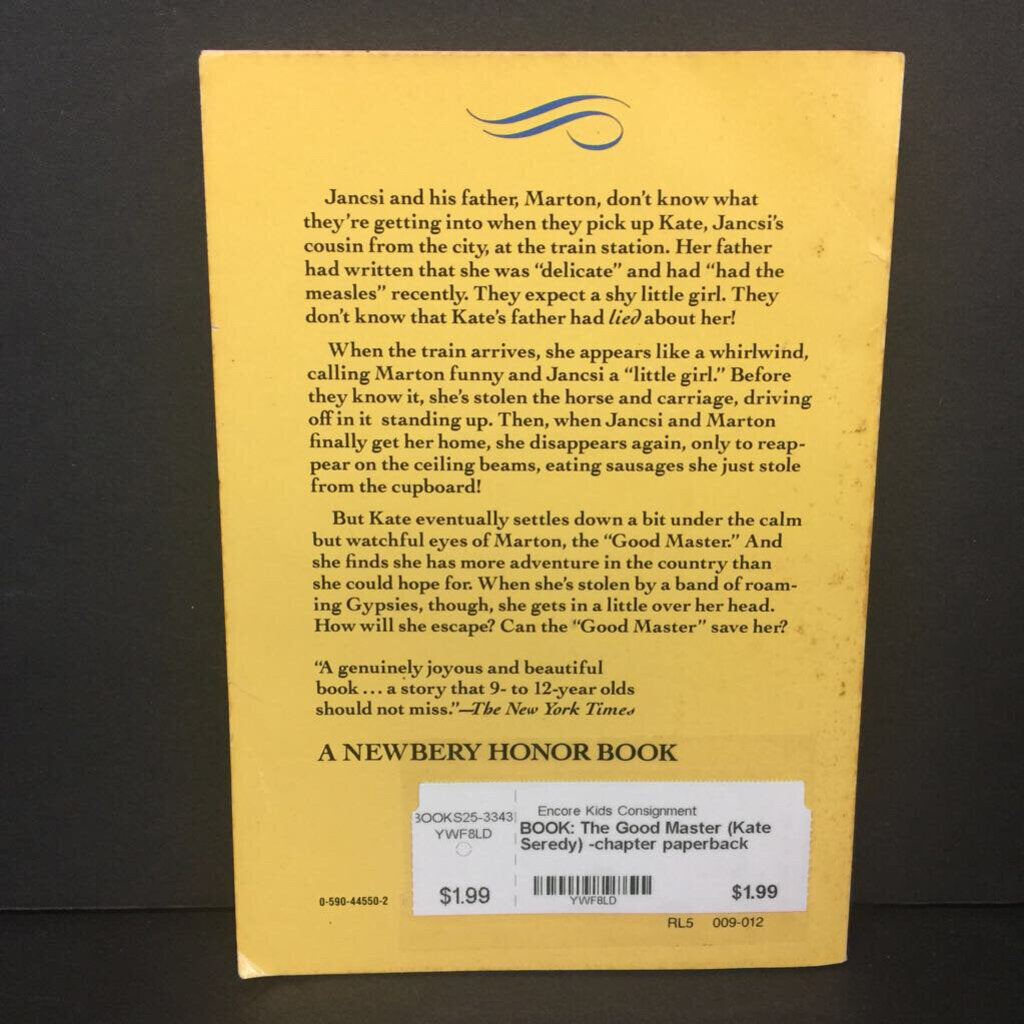 Jancsi and his father, Marton, don't know what
they're getting into when they pick up Kate, Jancsi's
cousin from the city, at the train station. Her father
had written that she was "delicate" and had "had the
measles" recently. They expect a shy little girl. They
don't know that Kate's father had lied about her!
When the train arrives, she appears like a whirlwind,
calling Marton funny and Jancsi a "little girl." Before
they know it, she's stolen the horse and carriage, driving
off in it standing up. Then, when Jancsi and Marton
finally get her home, she disappears again, only to reap-
pear on the ceiling beams, eating sausages she just stole
from the cupboard!
But Kate eventually settles down a bit under the calm
but watchful eyes of Marton, the "Good Master." And
she finds she has more adventure in the country than
she could hope for. When she's stolen by a band of roam-
ing Gypsies, though, she gets in a little over her head.
How will she escape? Can the "Good Master" save her?
"A genuinely joyous and beautiful
book ... a story that 9- to 12-year olds
should not miss."—The New York Times
A NEWBERY HONOR BOOK
BOOKS25-3343
YWF8LD
$1.99
Encore Kids Consignment
BOOK: The Good Master (Kate
Seredy) -chapter paperback
YWF8LD
$1.99
0-590-44550-2
RL5 009-012